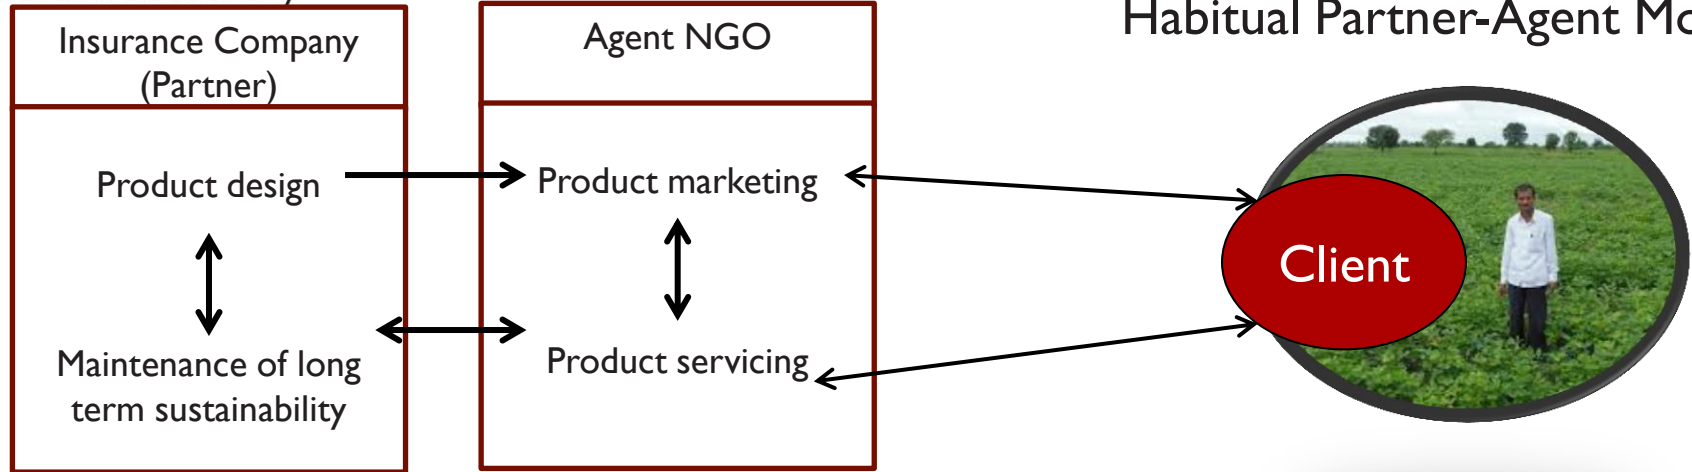 Habitual Partner-Agent
Insurance Company
(Partner)
Agent NGO
Product design
Product marketing
Client
Maintenance of long
term sustainability
Product servicing